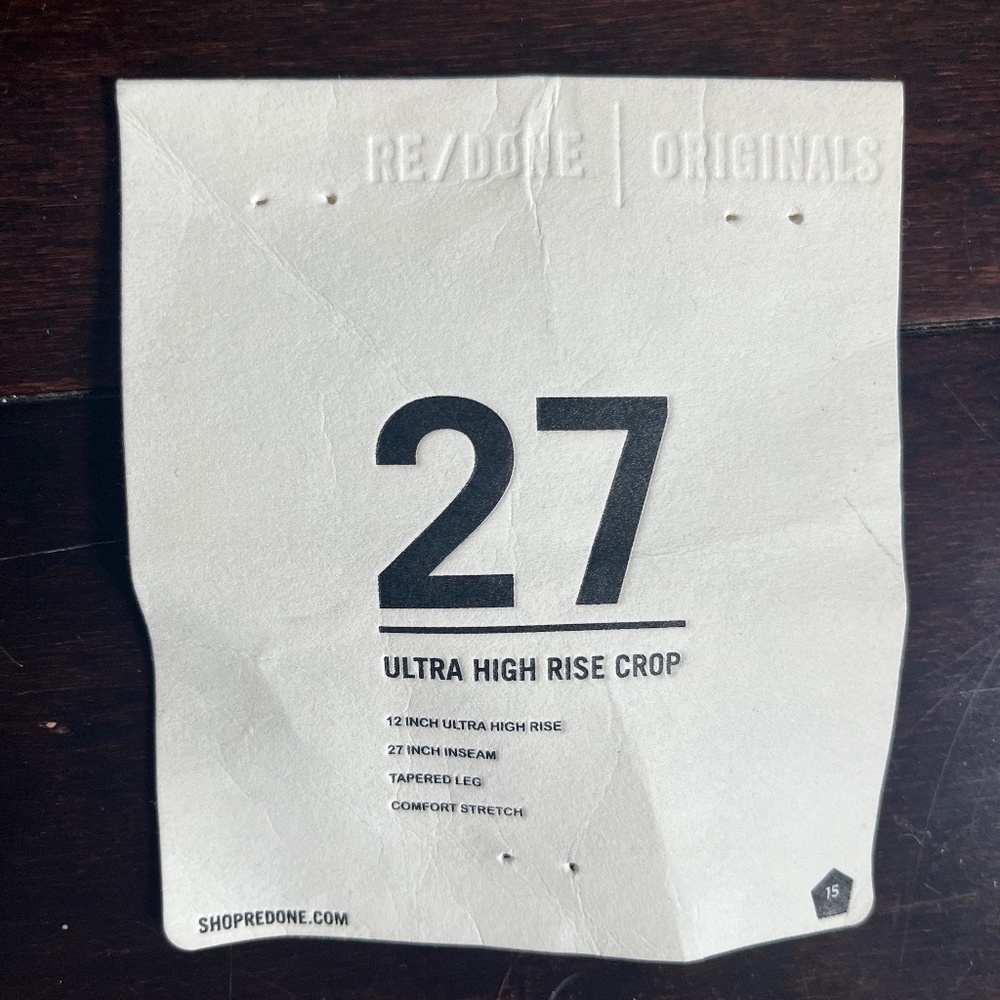 RE/DONE | ORIGINALS
27
ULTRA HIGH RISE CROP
12 INCH ULTRA HIGH RISE
27 INCH INSEAM
TAPERED LEG
COMFORT STRETCH
SHOPREDONE.COM
15